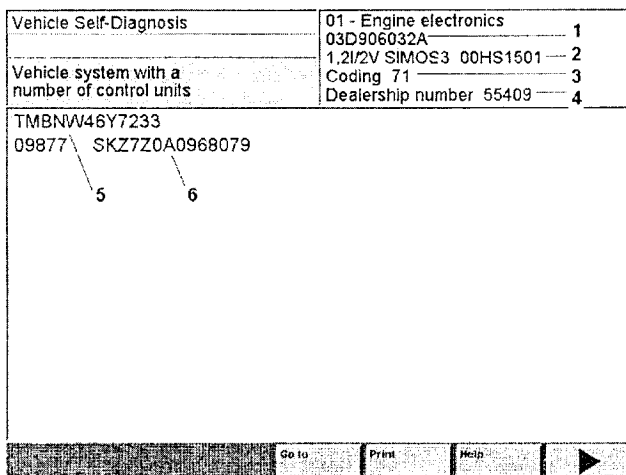 Vehicle Self-Diagnosis
Vehicle system with a
number of control units
01 - Engine electronics
03D906032A 1
1,2l/2V SIMOS3 00HS1501 2
Coding 71 3
Dealership number 55409 4
TMBNW46Y7233
09877 SKZ7Z0A0968079
5 6
Go to Print Help